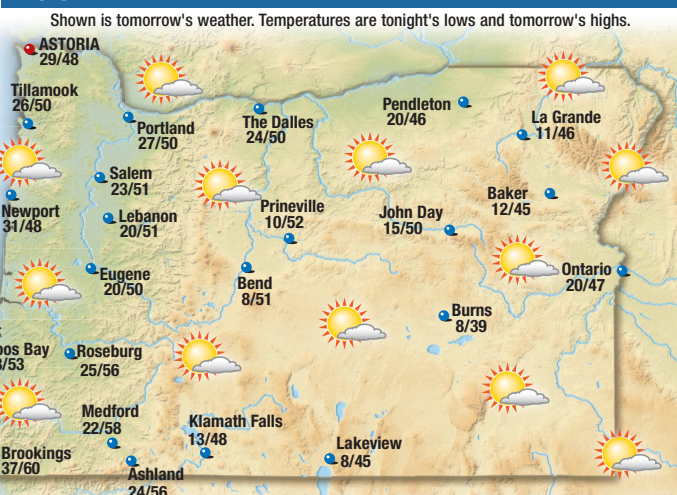 Shown is tomorrow's weather. Temperatures are tonight's lows and tomorrow's highs.
ASTORIA
29/48
Tillamook
26/50
Portland
27/50
The Dalles
24/50
Pendleton
20/46
La Grande
11/46
Salem
23/51
Newport
31/48
Lebanon
20/51
Prineville
10/52
John Day
15/50
Baker
12/45
Eugene
20/50
Bend
8/51
Ontario
20/47
Burns
8/39
Bay
/53
Roseburg
25/56
Medford
22/58
Klamath Falls
13/48
Brookings
37/60
Ashland
24/56
Lakeview
8/45